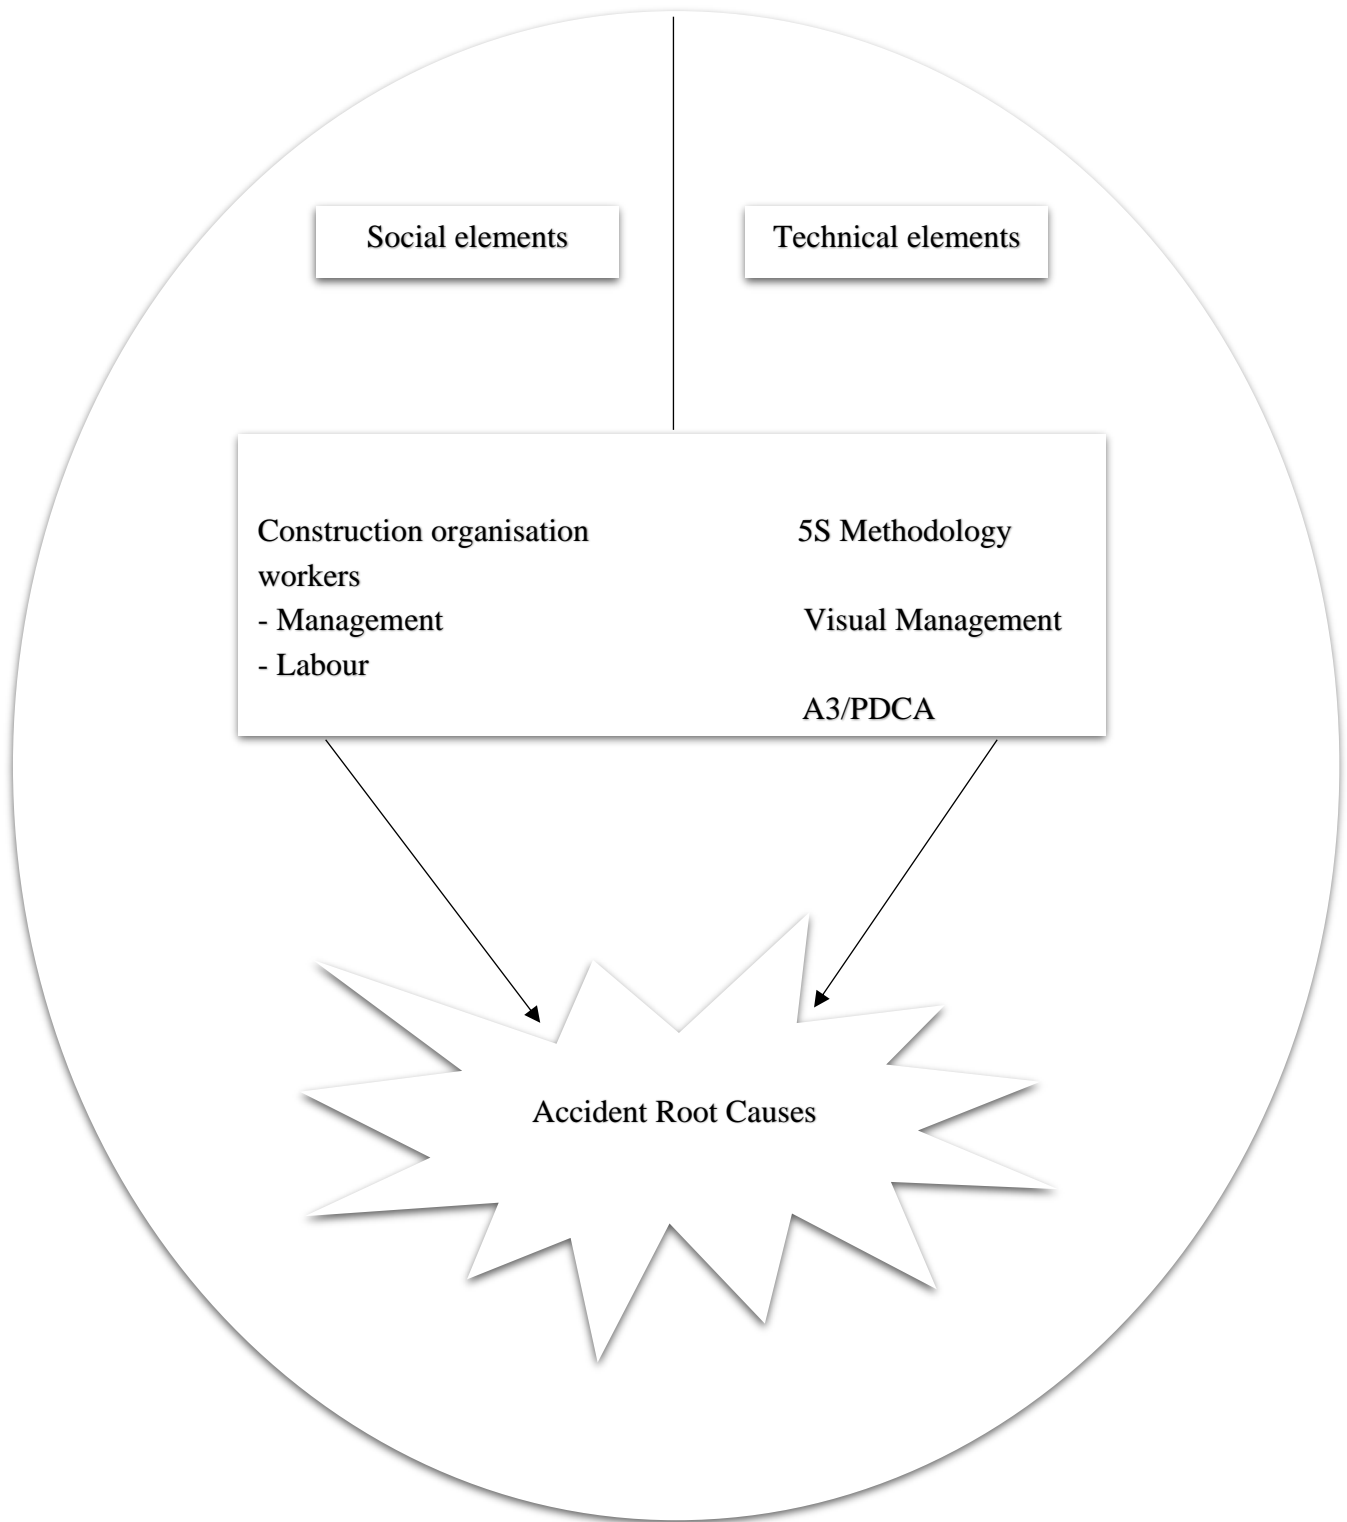 Social elements
Technical elements
Construction organisation
workers
- Management
- Labour
5S Methodology
Visual Management
A3/PDCA
Accident Root Causes